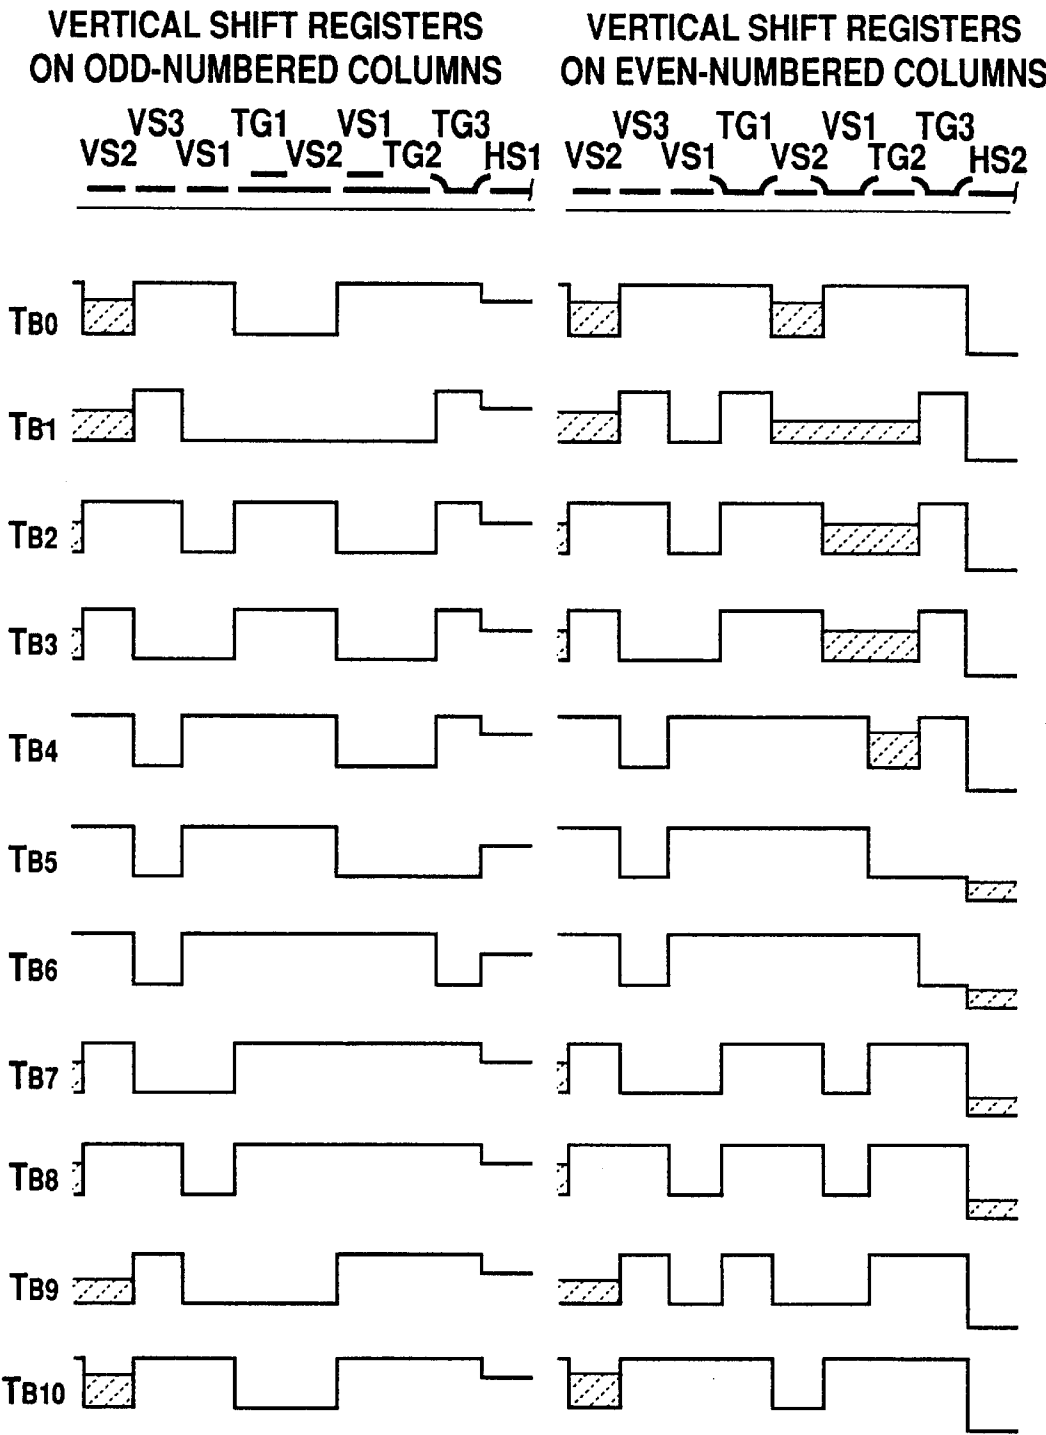 VERTICAL SHIFT REGISTERS
ON ODD-NUMBERED COLUMNS
VERTICAL SHIFT REGISTERS
ON EVEN-NUMBERED COLUMNS
VS3 TG1 VS1 TG3
VS2 VS1 VS2 TG2 HS1
VS3 TG1 VS1 TG3
VS2 VS1 VS2 TG2 HS2
TB0
TB1
TB2
TB3
TB4
TB5
TB6
TB7
TB8
TB9
TB10